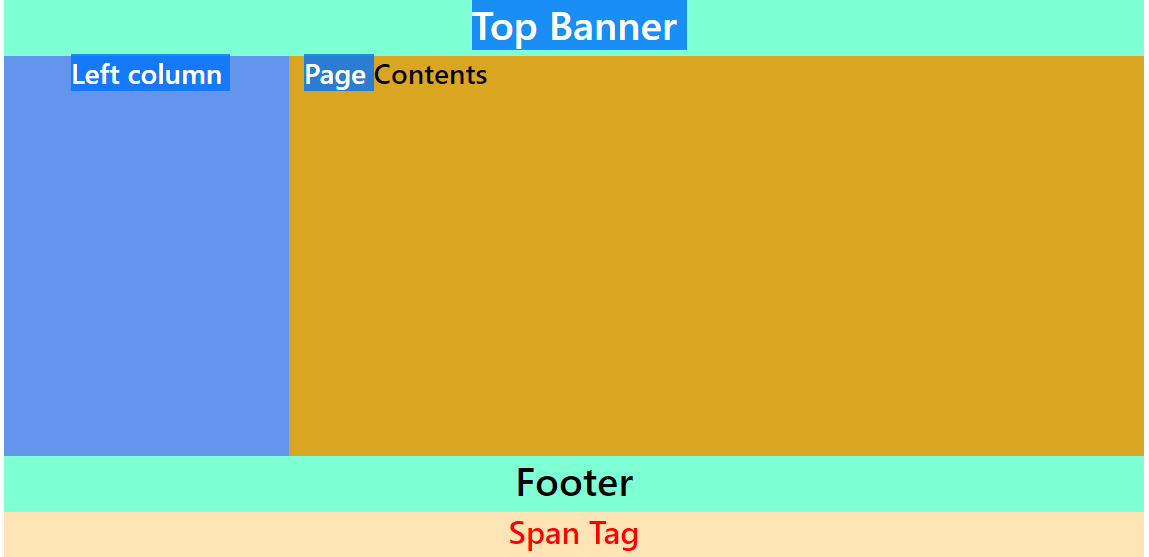 Top Banner
Left column
Page Contents
Footer
Span Tag